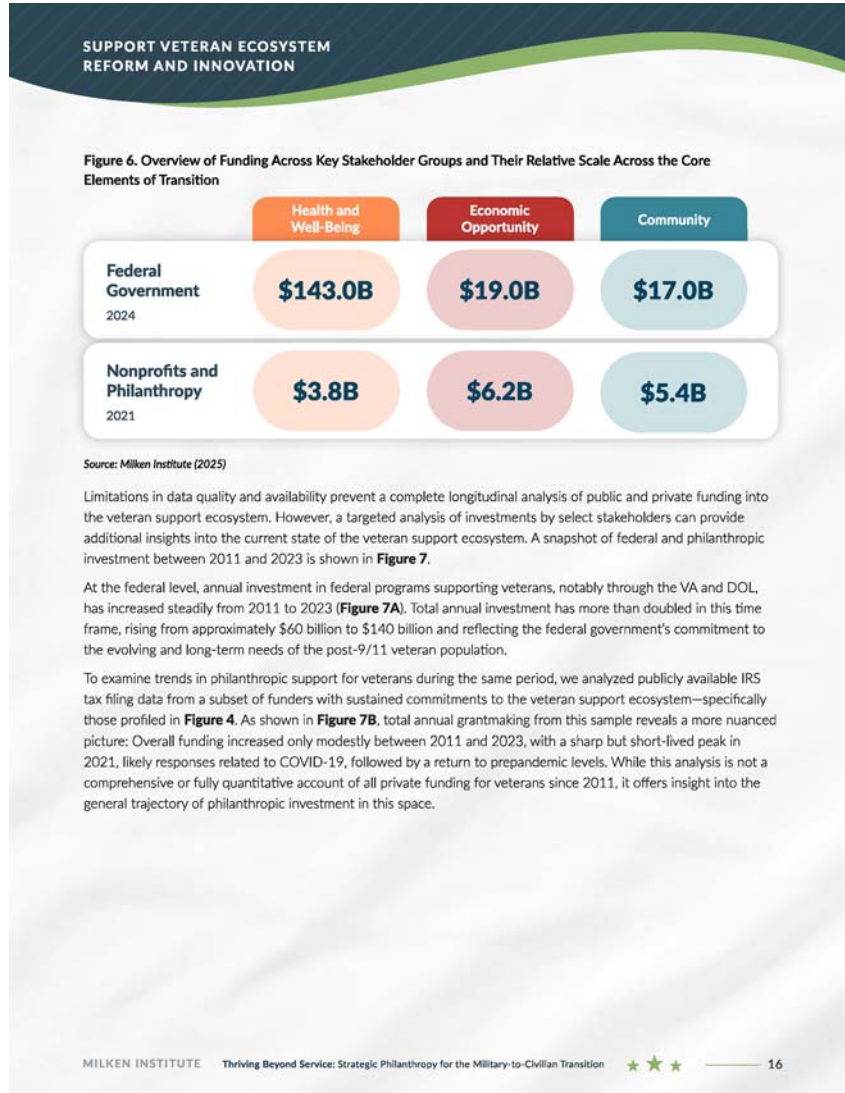 SUPPORT VETERAN ECOSYSTEM
REFORM AND INNOVATION
Figure 6. Overview of Funding Across Key Stakeholder Groups and Their Relative Scale Across the Core
Elements of Transition
Health and
Well-Being
Economic
Opportunity
Community
Federal
Government
2024
$143.0B
$19.0B
$17.0B
Nonprofits and
Philanthropy
2021
$3.8B
$6.2B
$5.4B
Source: Milken Institute (2025)
Limitations in data quality and availability prevent a complete longitudinal analysis of public and private funding into
the veteran support ecosystem. However, a targeted analysis of investments by select stakeholders can provide
additional insights into the current state of the veteran support ecosystem. A snapshot of federal and philanthropic
investment between 2011 and 2023 is shown in Figure 7.
At the federal level, annual investment in federal programs supporting veterans, notably through the VA and DOL,
has increased steadily from 2011 to 2023 (Figure 7A). Total annual investment has more than doubled in this time
frame, rising from approximately $60 billion to $140 billion and reflecting the federal government's commitment to
the evolving and long-term needs of the post-9/11 veteran population.
To examine trends in philanthropic support for veterans during the same period, we analyzed publicly available IRS
tax filing data from a subset of funders with sustained commitments to the veteran support ecosystem—specifically
those profiled in Figure 4. As shown in Figure 7B, total annual grantmaking from this sample reveals a more nuanced
picture: Overall funding increased only modestly between 2011 and 2023, with a sharp but short-lived peak in
2021, likely responses related to COVID-19, followed by a return to prepandemic levels. While this analysis is not a
comprehensive or fully quantitative account of all private funding for veterans since 2011, it offers insight into the
general trajectory of philanthropic investment in this space.
MILKEN INSTITUTE Thriving Beyond Service: Strategic Philanthropy for the Military-to-Civilian Transition 16